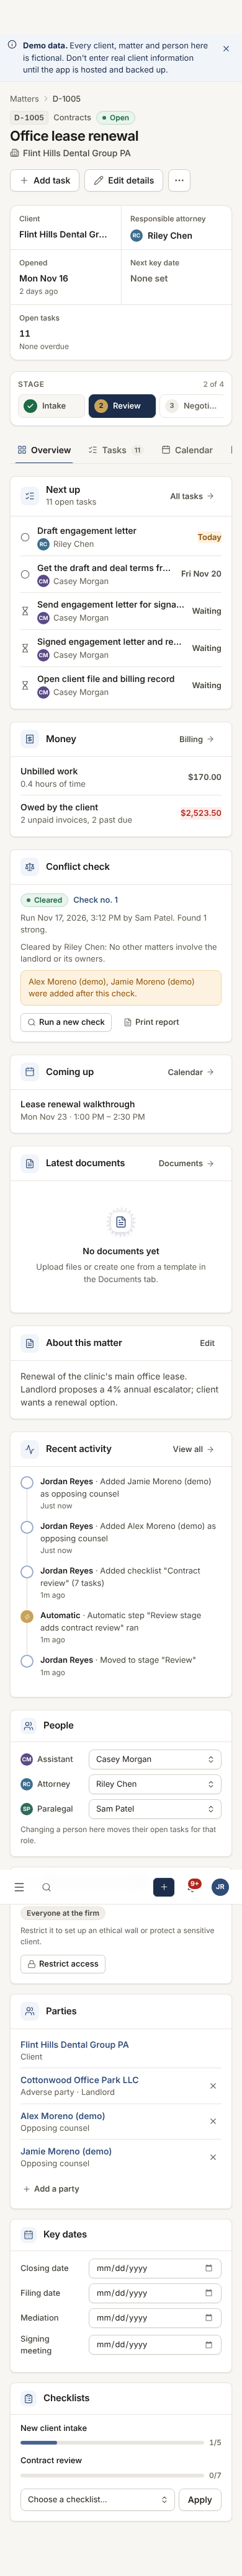 Demo data. Every client, matter and person here
is fictional. Don't enter real client information
until the app is hosted and backed up.
Matters > D-1005
D-1005 Contracts Open
Office lease renewal
Flint Hills Dental Group PA
Add task
Edit details
Client
Flint Hills Dental Gr...
Responsible attorney
RC Riley Chen
Opened
Mon Nov 16
2 days ago
Next key date
None set
Open tasks
11
None overdue
STAGE 2 of 4
Intake
2 Review
3 Negoti...
Overview
Tasks 11
Calendar
Next up
11 open tasks
All tasks
Draft engagement letter
RC Riley Chen
Today
Get the draft and deal terms fr...
CM Casey Morgan
Fri Nov 20
Send engagement letter for signa...
CM Casey Morgan
Waiting
Signed engagement letter and re...
CM Casey Morgan
Waiting
Open client file and billing record
CM Casey Morgan
Waiting
Money
Billing
Unbilled work
0.4 hours of time
$170.00
Owed by the client
2 unpaid invoices, 2 past due
$2,523.50
Conflict check
Cleared Check no. 1
Run Nov 17, 2026, 3:12 PM by Sam Patel. Found 1
strong.
Cleared by Riley Chen: No other matters involve the
landlord or its owners.
Alex Moreno (demo), Jamie Moreno (demo)
were added after this check.
Run a new check
Print report
Coming up
Calendar
Lease renewal walkthrough
Mon Nov 23 · 1:00 PM – 2:30 PM
Latest documents
Documents
No documents yet
Upload files or create one from a template in
the Documents tab.
About this matter
Edit
Renewal of the clinic's main office lease.
Landlord proposes a 4% annual escalator; client
wants a renewal option.
Recent activity
View all
Jordan Reyes · Added Jamie Moreno (demo)
as opposing counsel
Just now
Jordan Reyes · Added Alex Moreno (demo) as
opposing counsel
Just now
Jordan Reyes · Added checklist "Contract
review" (7 tasks)
1m ago
Automatic · Automatic step "Review stage
adds contract review" ran
1m ago
Jordan Reyes · Moved to stage "Review"
1m ago
People
CM Assistant
Casey Morgan
RC Attorney
Riley Chen
SP Paralegal
Sam Patel
Changing a person here moves their open tasks for that
role.
9+
JR
Everyone at the firm
Restrict it to set up an ethical wall or protect a sensitive
client.
Restrict access
Parties
Flint Hills Dental Group PA
Client
Cottonwood Office Park LLC
Adverse party · Landlord
Alex Moreno (demo)
Opposing counsel
Jamie Moreno (demo)
Opposing counsel
Add a party
Key dates
Closing date
mm/dd/yyyy
Filing date
mm/dd/yyyy
Mediation
mm/dd/yyyy
Signing
meeting
mm/dd/yyyy
Checklists
New client intake
1/5
Contract review
0/7
Choose a checklist...
Apply